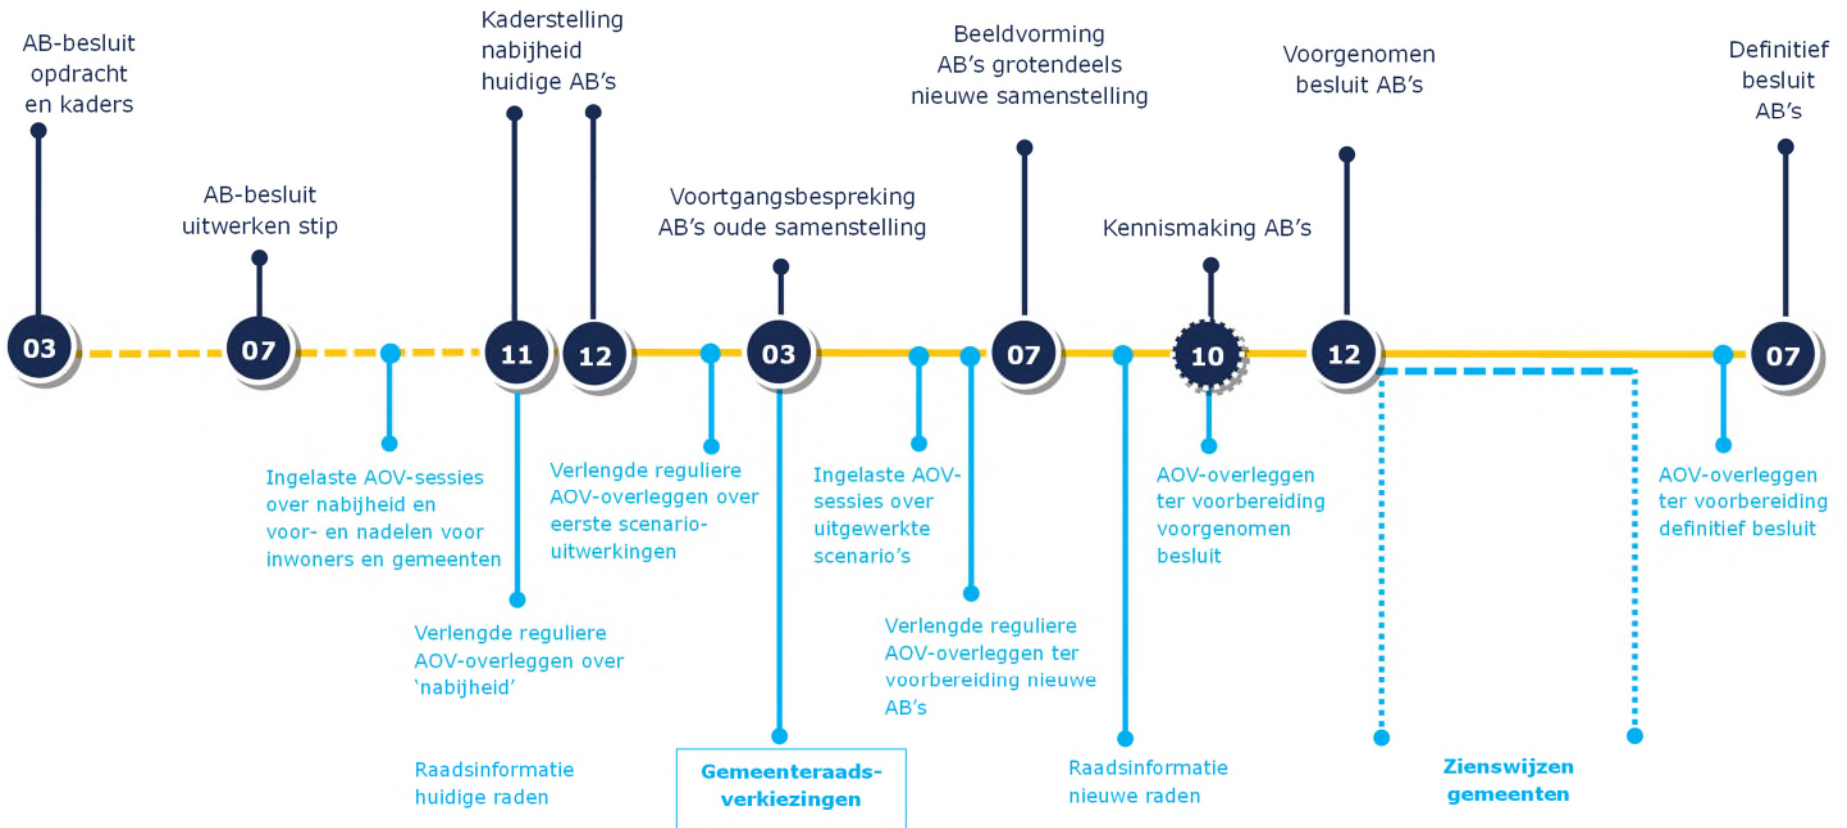 AB-besluit
opdracht
en kaders
AB-besluit
uitwerken stip
Kaderstelling
nabijheid
huidige AB's
Voortgangsbespreking
AB's oude samenstelling
Beeldvorming
AB's grotendeels
nieuwe samenstelling
Kennismaking AB's
Voorgenomen
besluit AB's
Definitief
besluit
AB's
03
07
11
12
03
07
10
12
07
Ingelaste AOV-sessies
over nabijheid en
voor- en nadelen voor
inwoners en gemeenten
Verlengde reguliere
AOV-overleggen over
'nabijheid'
Raadsinformatie
huidige raden
Verlengde reguliere
AOV-overleggen over
eerste scenario-
uitwerkingen
Gemeenteraads-
verkiezingen
Ingelaste AOV-
sessies over
uitgewerkte
scenario's
Verlengde reguliere
AOV-overleggen ter
voorbereiding nieuwe
AB's
Raadsinformatie
nieuwe raden
AOV-overleggen
ter voorbereiding
voorgenomen
besluit
Zienswijzen
gemeenten
AOV-overleggen
ter voorbereiding
definitief besluit